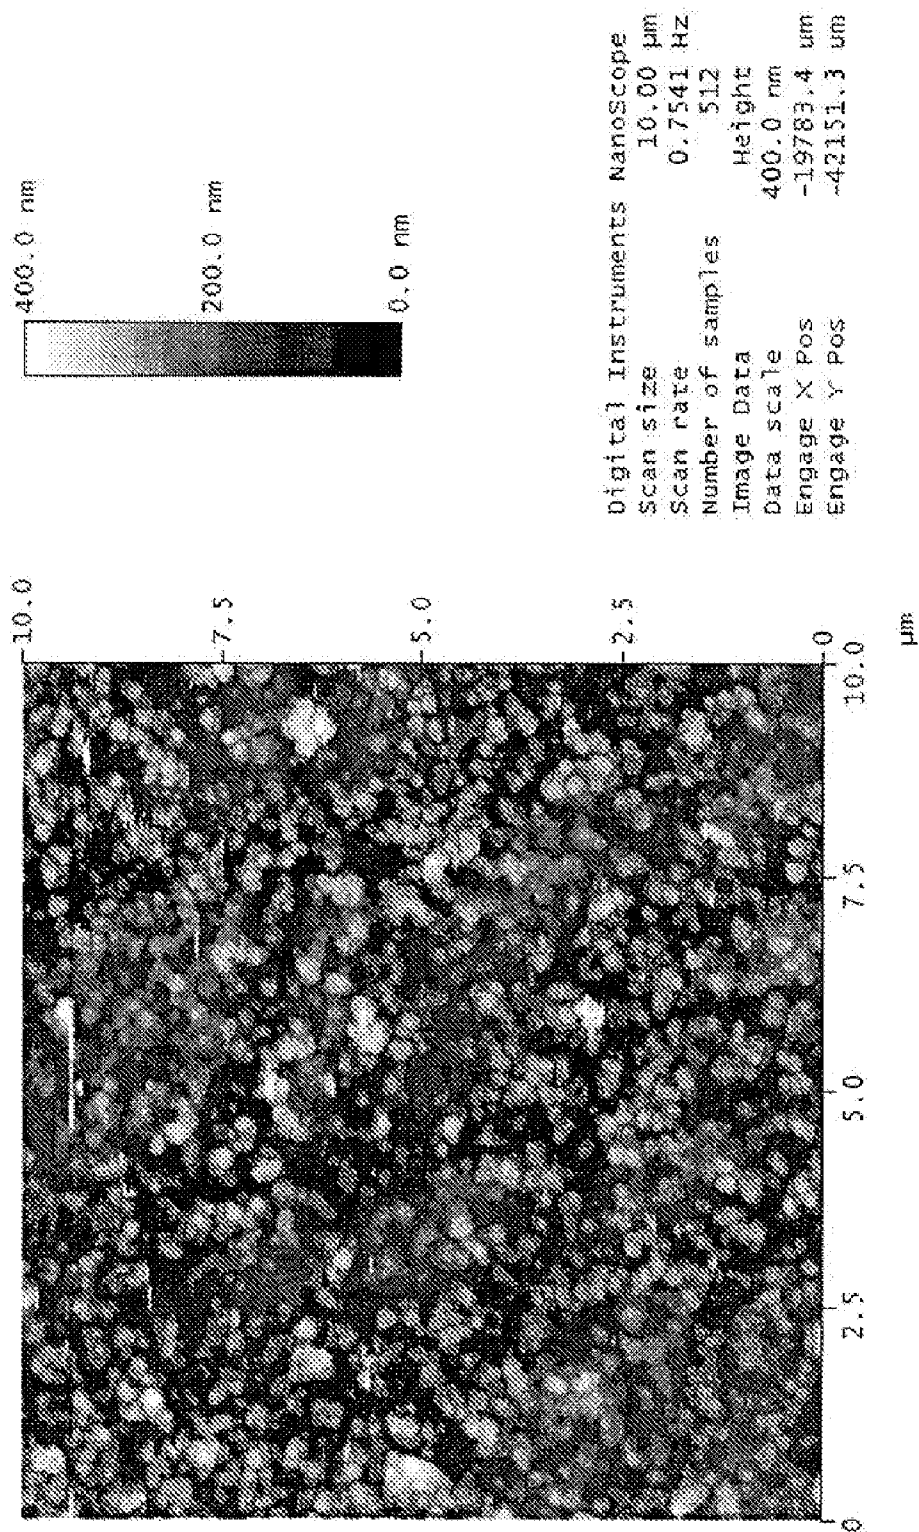 400.0 nm
200.0 nm
0.0 nm
Digital Instruments NanoScope
Scan size 10.00 µm
Scan rate 0.7541 Hz
Number of samples 512
Image Data Height
Data scale 400.0 nm
Engage X Pos -19783.4 um
Engage Y Pos -42151.3 um
10.0
7.5
5.0
2.5
0
0
2.5
5.0
7.5
10.0
µm